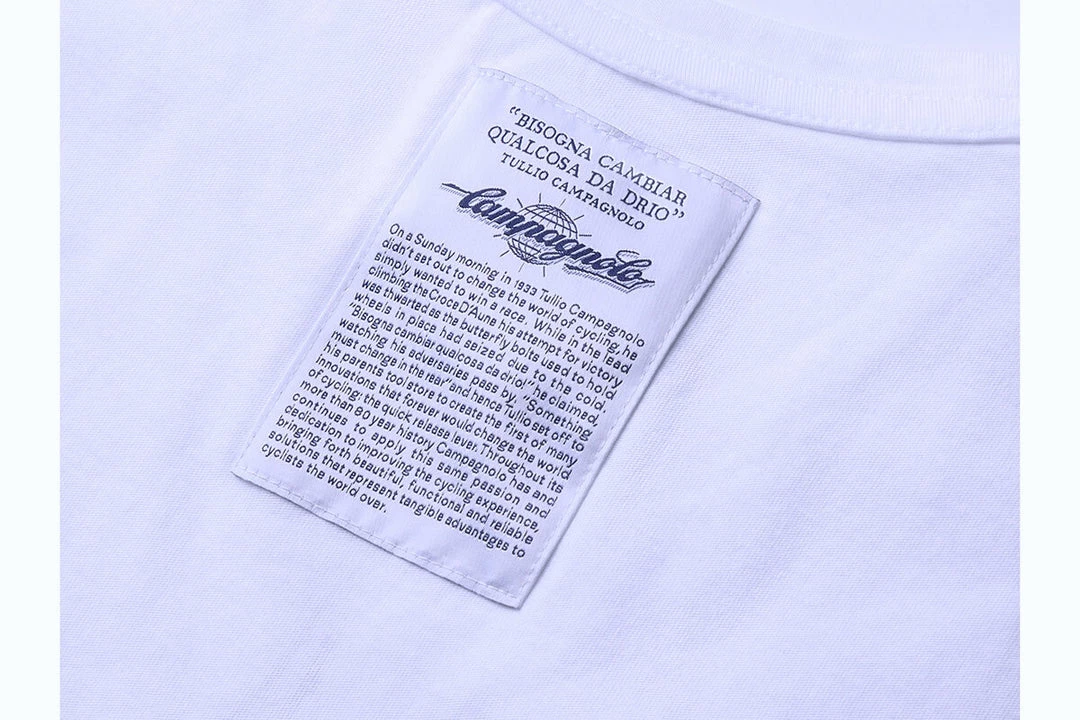 “BISOGNA CAMBIAR
QUALCOSA DA DRIO”
TULLIO CAMPAGNOLO
Campagnolo
On a Sunday morning in 1933 Tullio Campagnolo
didn't set out to change the world of cycling, he
simply wanted to win a race. While in the lead
climbing the Croce D'Aune his attempt for victory
was thwarted as the butterfly bolts used to hold
wheels in place had seized due to the cold.
"Bisogna cambiar qualcosa da drio!" he claimed,
watching his adversaries pass by. "Something
must change in the rear" and hence Tullio set off to
his parents tool store to create the first of many
innovations that forever would change the world
of cycling: the quick release lever. Throughout its
more than 80 year history Campagnolo has and
continues to apply this same passion and
dedication to improving the cycling experience,
bringing forth beautiful, functional and reliable
solutions that represent tangible advantages to
cyclists the world over.